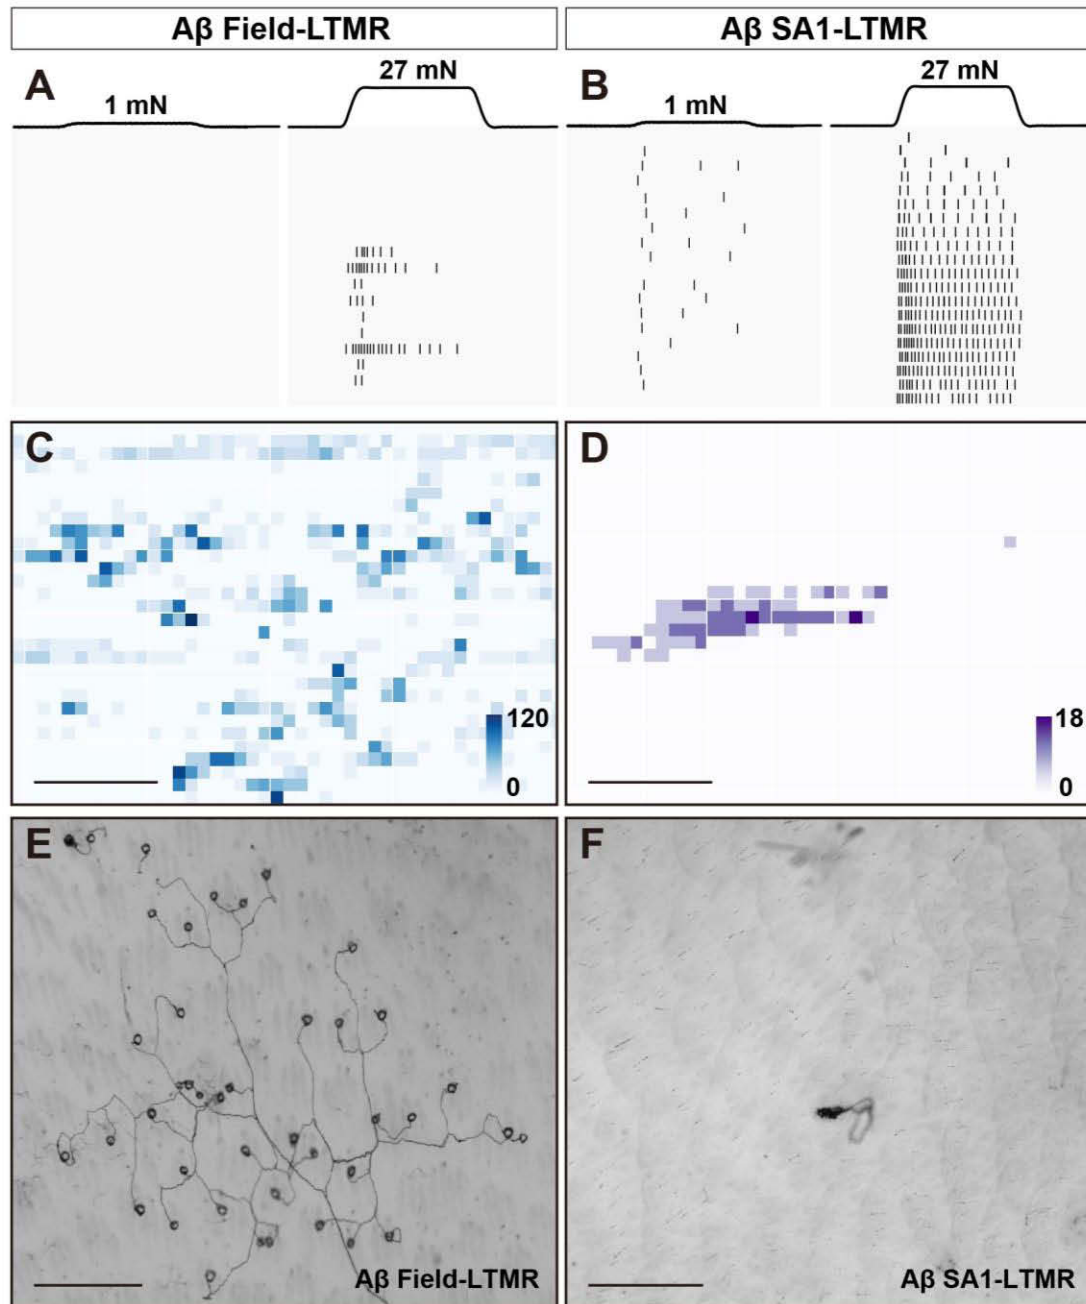 Aβ Field-LTMR
Aβ SA1-LTMR
A
1 mN
27 mN
B
1 mN
27 mN
C
120
0
D
18
0
E
Aβ Field-LTMR
F
Aβ SA1-LTMR